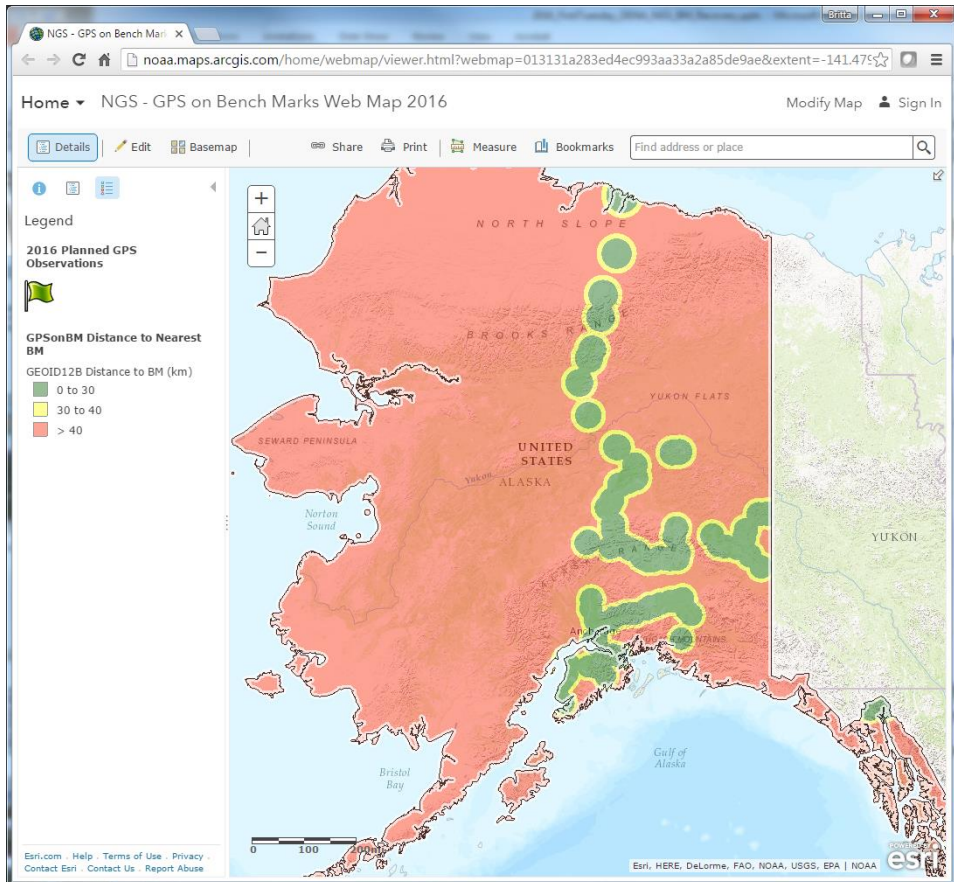 Britta
NGS - GPS on Bench Mar
noaa.maps.arcgis.com/home/webmap/viewer.html?webmap=013131a283ed4ec993aa33a2a85de9ae&extent=-141.479
Home NGS - GPS on Bench Marks Web Map 2016 Modify Map Sign In
Details Edit Basemap Share Print Measure Bookmarks Find address or place
Legend
2016 Planned GPS
Observations
GPSonBM Distance to Nearest
BM
GEOID12B Distance to BM (km)
0 to 30
30 to 40
> 40
NORTH SLOPE
BROOKS RANGE
YUKON FLATS
SEWARD PENINSULA
UNITED
STATES
Yukon
ALASKA
Norton
Sound
YUKON
RANGE
MOUNTAINS
Gulf of
Alaska
Bristol
Bay
0 100 200mi
Esri.com . Help . Terms of Use . Privacy .
Contact Esri . Contact Us . Report Abuse
Esri, HERE, DeLorme, FAO, NOAA, USGS, EPA | NOAA
POWERED BY
esri